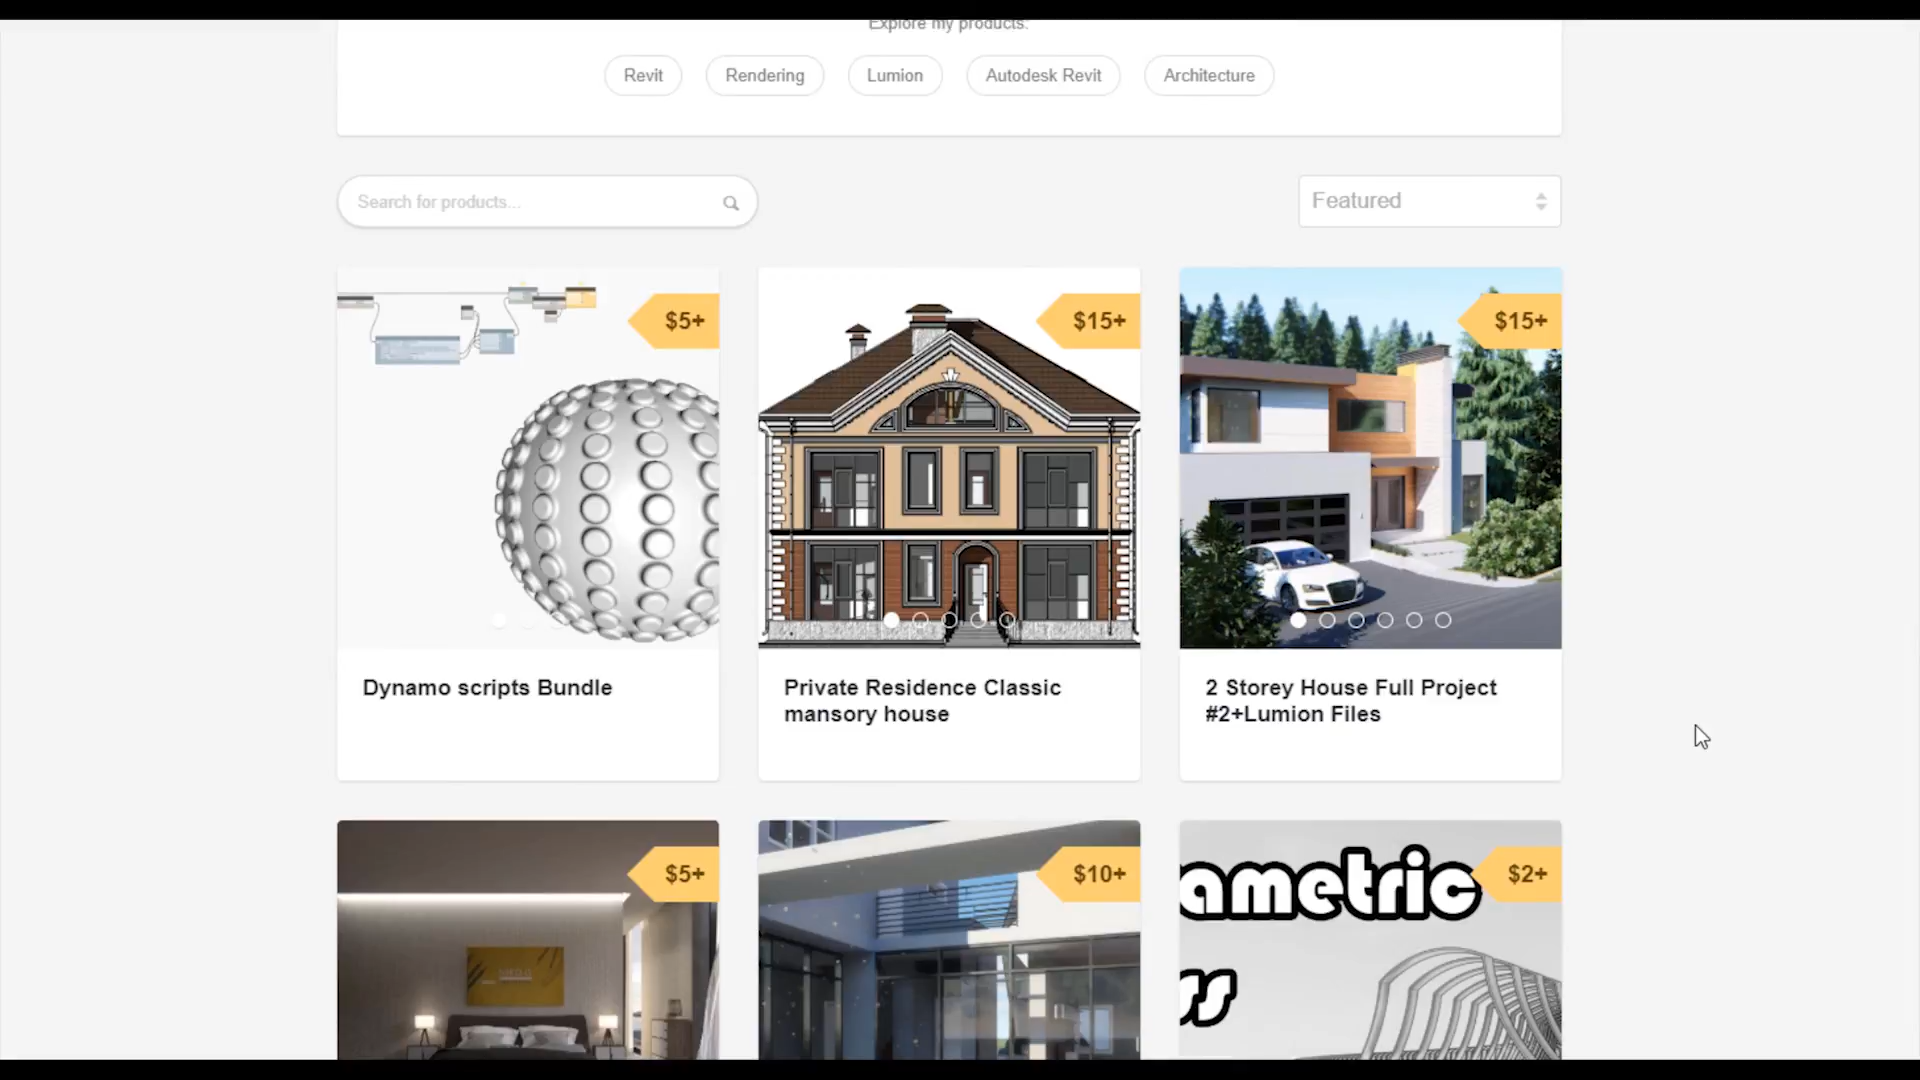 Explore my products:
Revit
Rendering
Lumion
Autodesk Revit
Architecture
Search for products...
Featured
$5+
$15+
$15+
Dynamo scripts Bundle
Private Residence Classic
mansory house
2 Storey House Full Project
#2+Lumion Files
$5+
$10+
$2+
ametric
rs